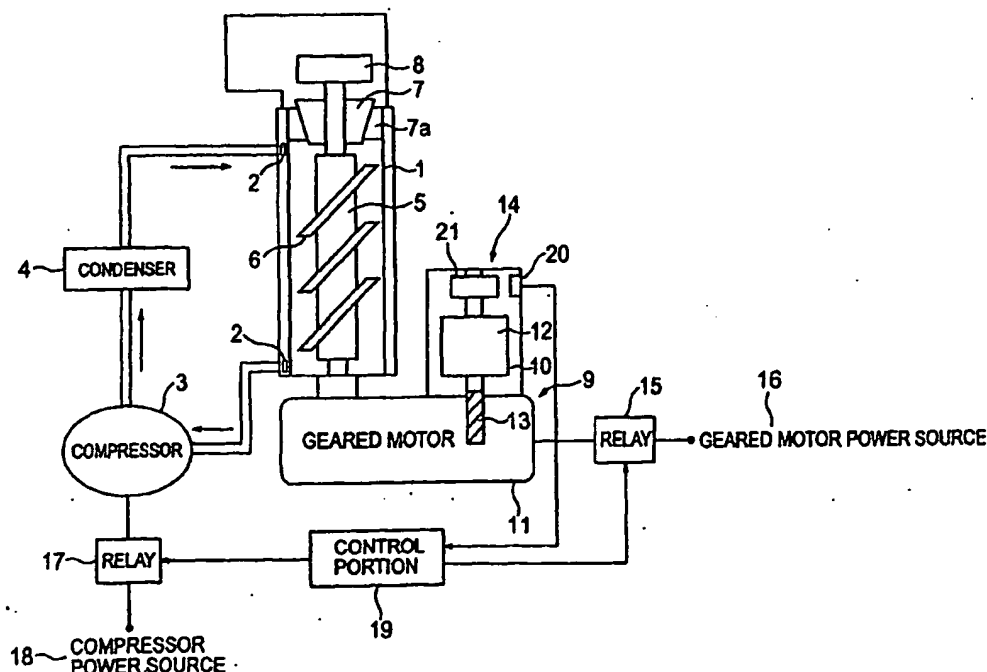 8
7
7a
2
1
5
14
21
20
6
4
CONDENSER
12
2
10
9
3
15
16
13
COMPRESSOR
GEARED MOTOR
RELAY
GEARED MOTOR POWER SOURCE
11
17
RELAY
CONTROL
PORTION
19
18
COMPRESSOR
POWER SOURCE